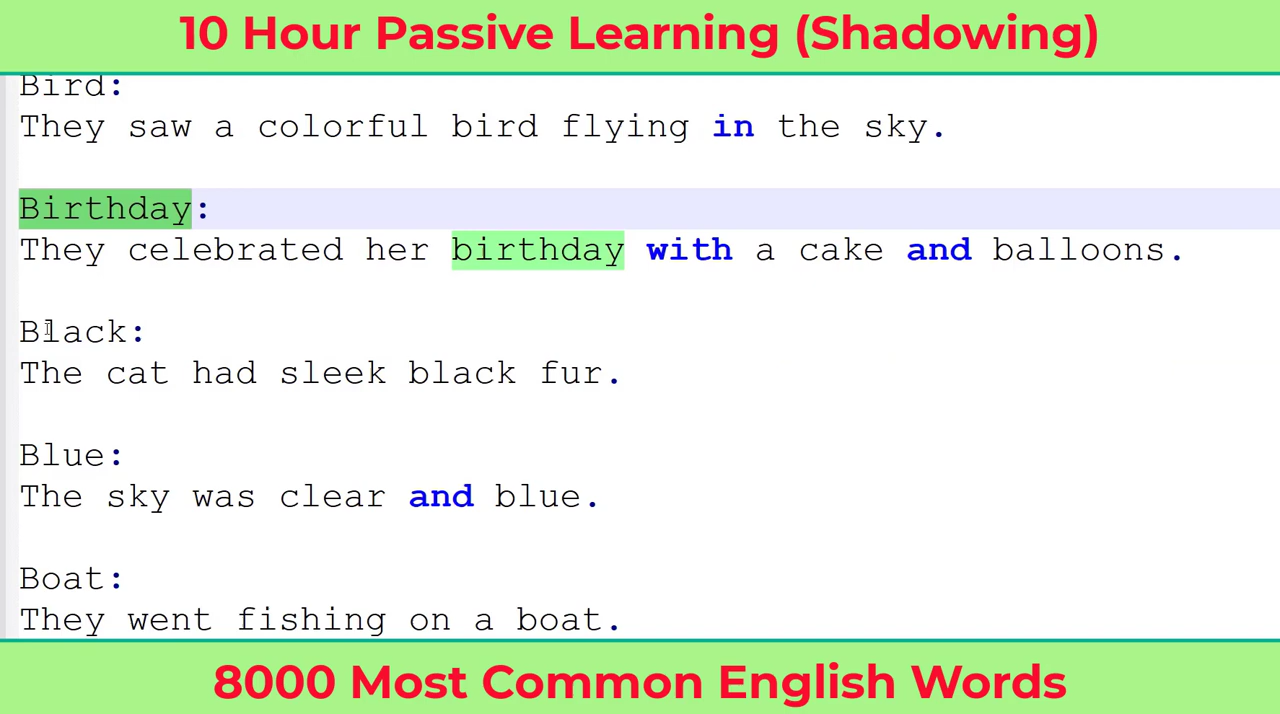 10 Hour Passive Learning (Shadowing)
Bird:
They saw a colorful bird flying in the sky.
Birthday:
They celebrated her birthday with a cake and balloons.
Black:
The cat had sleek black fur.
Blue:
The sky was clear and blue.
Boat:
They went fishing on a boat.
8000 Most Common English Words